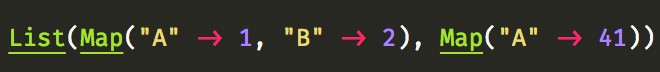 List(Map("A" -> 1, "B" -> 2), Map("A" -> 41))